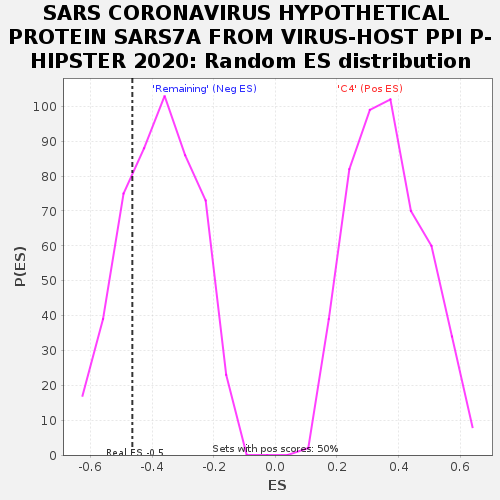 SARS CORONAVIRUS HYPOTHETICAL
PROTEIN SARS7A FROM VIRUS-HOST PPI P-
HIPSTER 2020: Random ES distribution
'Remaining' (Neg ES)
'C4' (Pos ES)
100
90
80
70
60
50
40
30
20
10
0
P(ES)
Real ES -0.5
Sets with pos scores: 50%
-0.6
-0.4
-0.2
0.0
0.2
0.4
0.6
ES